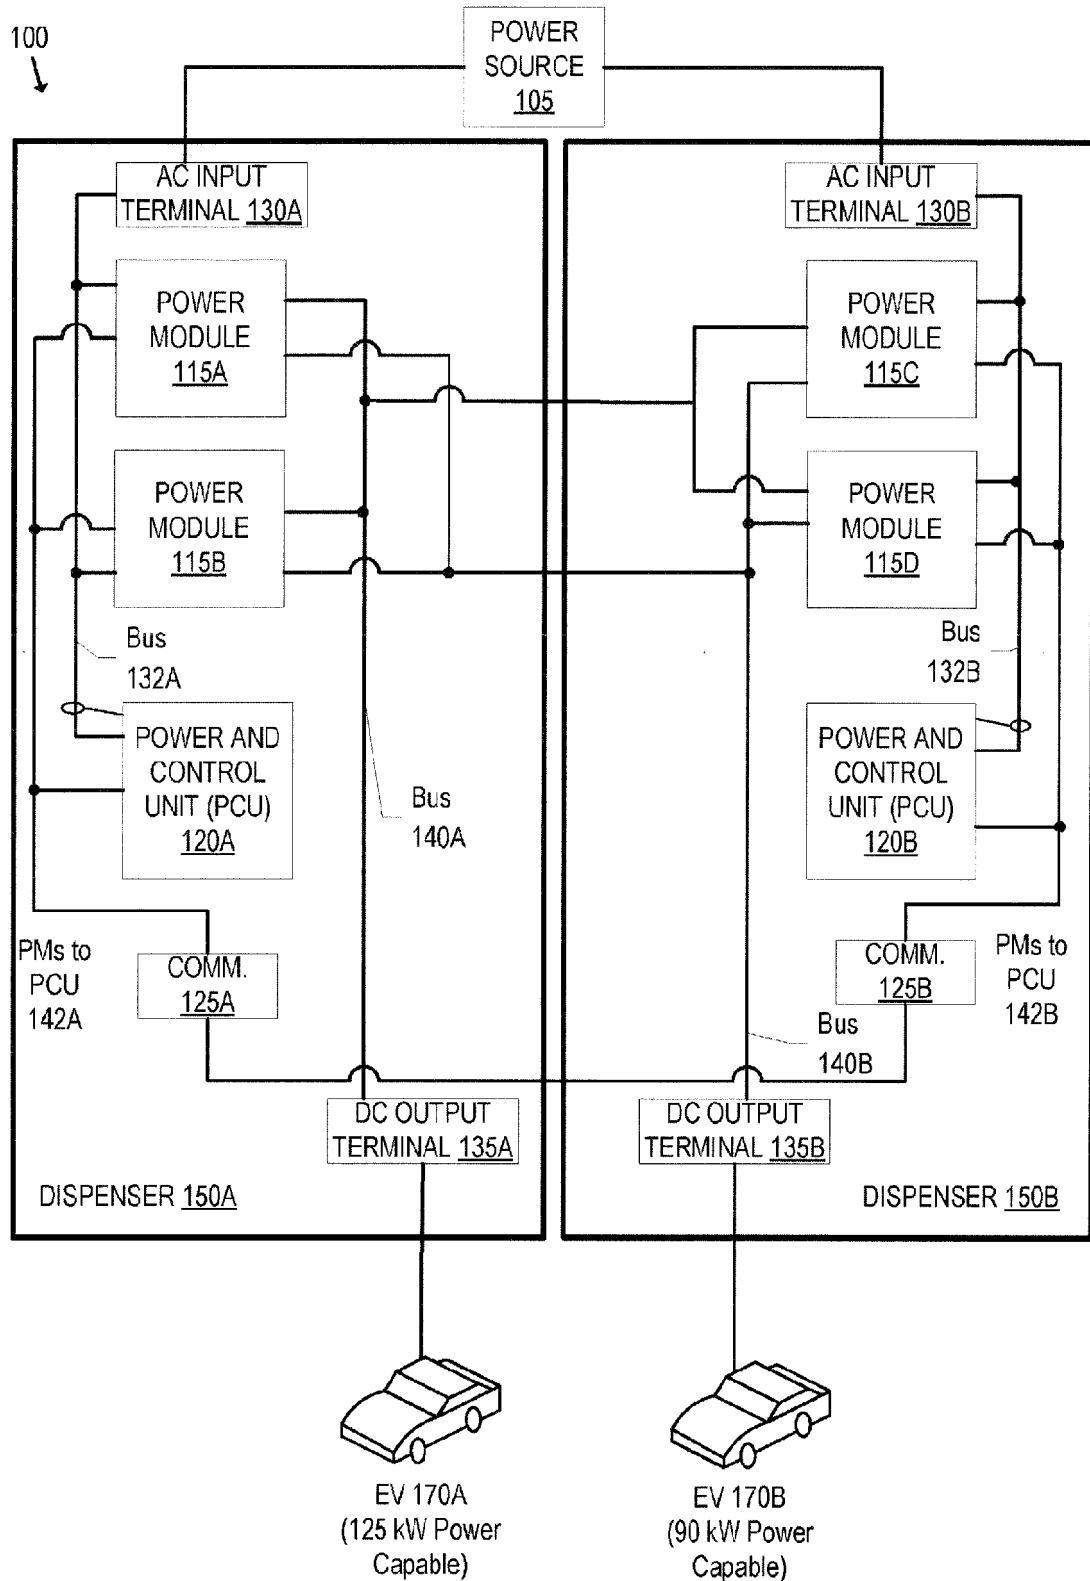 100
POWER
SOURCE
105
AC INPUT
TERMINAL 130A
AC INPUT
TERMINAL 130B
POWER
MODULE
115A
POWER
MODULE
115C
POWER
MODULE
115B
POWER
MODULE
115D
Bus
132A
Bus
132B
POWER AND
CONTROL
UNIT (PCU)
120A
POWER AND
CONTROL
UNIT (PCU)
120B
Bus
140A
PMs to
PCU
142A
COMM.
125A
COMM.
125B
PMs to
PCU
142B
Bus
140B
DC OUTPUT
TERMINAL 135A
DC OUTPUT
TERMINAL 135B
DISPENSER 150A
DISPENSER 150B
EV 170A
(125 kW Power
Capable)
EV 170B
(90 kW Power
Capable)